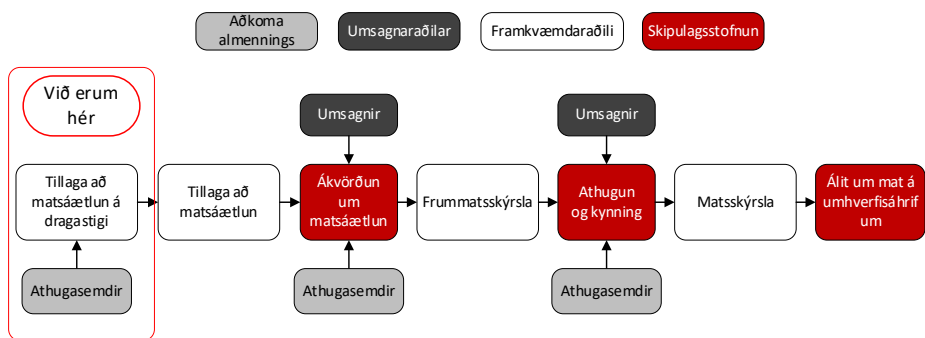 Aðkoma
almennings
Umsagnaraðilar
Framkvæmdaraðili
Skipulagsstofnun
Við erum
hér
Umsagnir
Umsagnir
Tillaga að
matsáætlun á
dragastigi
Tillaga að
matsáætlun
Ákvörðun
um
matsáætlun
Frummatsskýrsla
Athugun
og kynning
Matsskýrsla
Álit um mat á
umhverfisáhrif
um
Athugasemdir
Athugasemdir
Athugasemdir